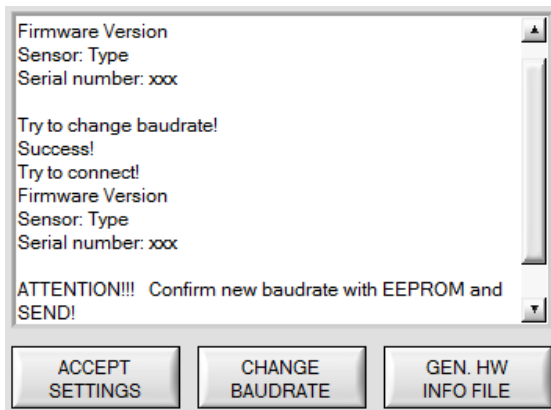 Firmware Version
Sensor: Type
Serial number: xxx
Try to change baudrate!
Success!
Try to connect!
Firmware Version
Sensor: Type
Serial number: xxx
ATTENTION!!!   Confirm new baudrate with EEPROM and
SEND!
ACCEPT
SETTINGS
CHANGE
BAUDRATE
GEN. HW
INFO FILE